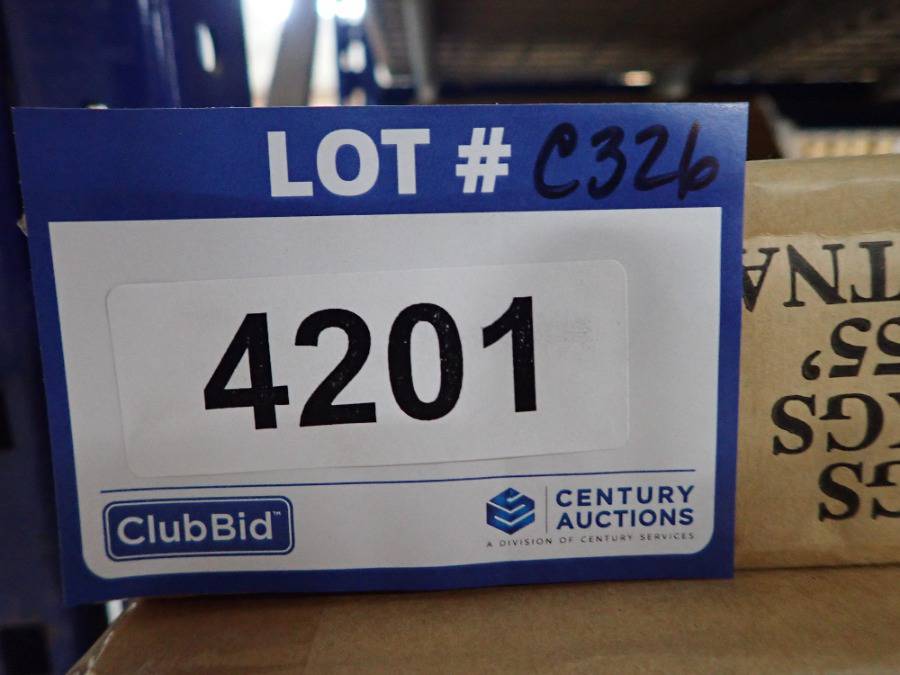 LOT # C326
4201
ClubBid™
CENTURY
AUCTIONS
A DIVISION OF CENTURY SERVICES